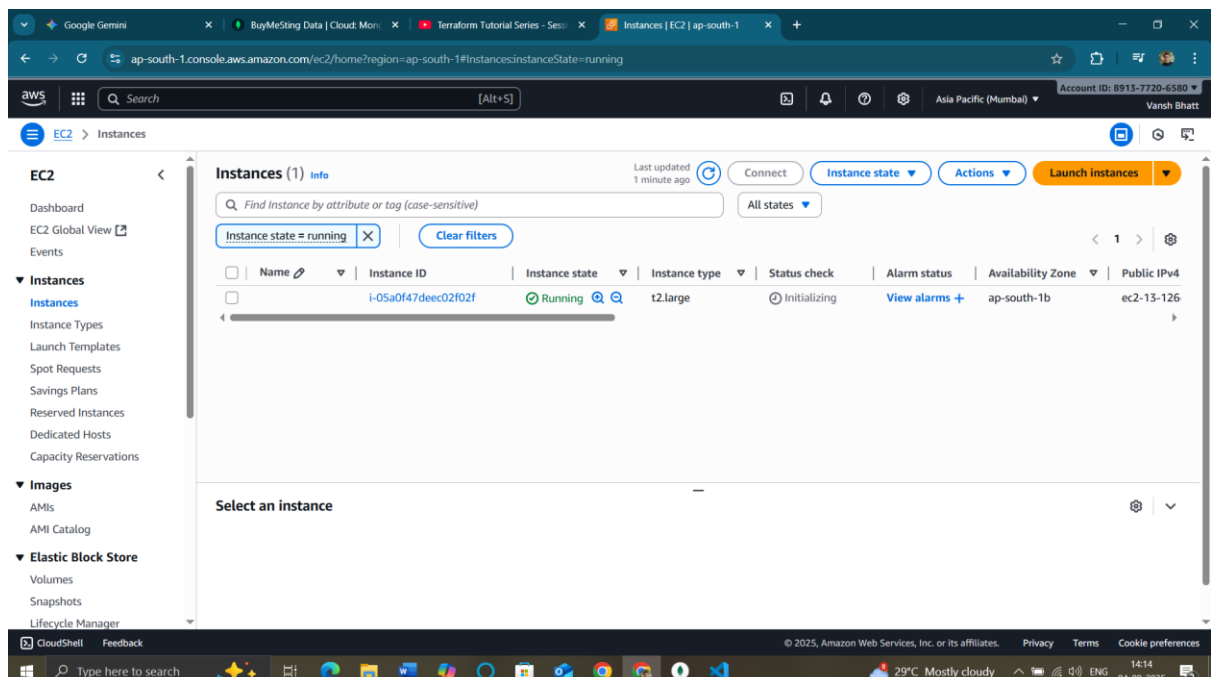 Google Gemini
BuyMeSting Data | Cloud: Mong
Terraform Tutorial Series - Sessi
Instances | EC2 | ap-south-1
ap-south-1.console.aws.amazon.com/ec2/home?region=ap-south-1#Instances:instanceState=running
aws
Search
[Alt+S]
Asia Pacific (Mumbai)
Account ID: 8913-7720-6580
Vansh Bhatt
EC2 > Instances
EC2
Dashboard
EC2 Global View
Events
Instances
Instances
Instance Types
Launch Templates
Spot Requests
Savings Plans
Reserved Instances
Dedicated Hosts
Capacity Reservations
Images
AMIs
AMI Catalog
Elastic Block Store
Volumes
Snapshots
Lifecycle Manager
Instances (1) Info
Last updated
1 minute ago
Connect
Instance state
Actions
Launch instances
Find Instance by attribute or tag (case-sensitive)
All states
Instance state = running
Clear filters
1
Name Instance ID Instance state Instance type Status check Alarm status Availability Zone Public IPv4
i-05a0f47deec02f02f Running t2.large Initializing View alarms + ap-south-1b ec2-13-126
Select an instance
CloudShell Feedback
© 2025, Amazon Web Services, Inc. or its affiliates. Privacy Terms Cookie preferences
Type here to search
29°C Mostly cloudy
ENG
14:14